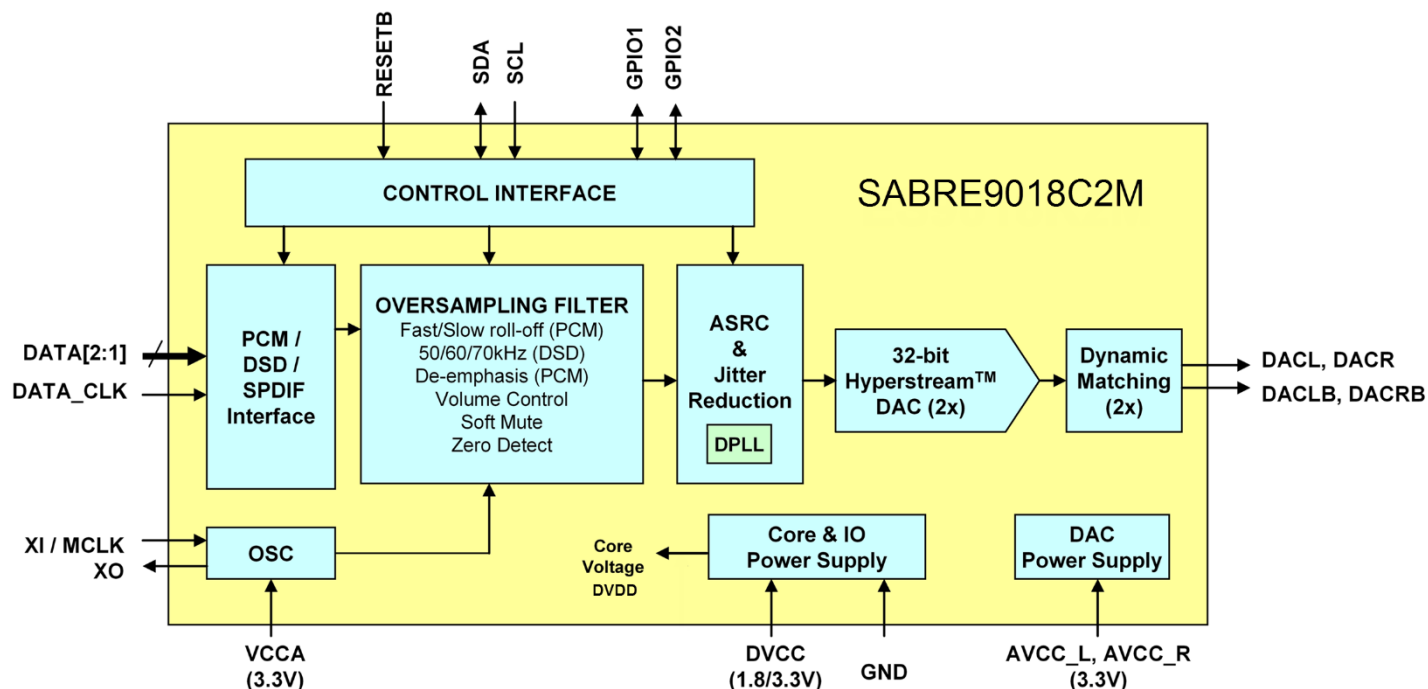 RESETB
SDA
SCL
GPIO1
GPIO2
CONTROL INTERFACE
SABRE9018C2M
PCM /
DSD /
SPDIF
Interface
OVERSAMPLING FILTER
Fast/Slow roll-off (PCM)
50/60/70kHz (DSD)
De-emphasis (PCM)
Volume Control
Soft Mute
Zero Detect
ASRC
&
Jitter
Reduction
DPLL
32-bit
Hyperstream™
DAC (2x)
Dynamic
Matching
(2x)
DATA[2:1]
DATA_CLK
DACL, DACR
DACLB, DACRB
XI / MCLK
XO
OSC
Core
Voltage
DVDD
Core & IO
Power Supply
DAC
Power Supply
VCCA
(3.3V)
DVCC
(1.8/3.3V)
GND
AVCC_L, AVCC_R
(3.3V)